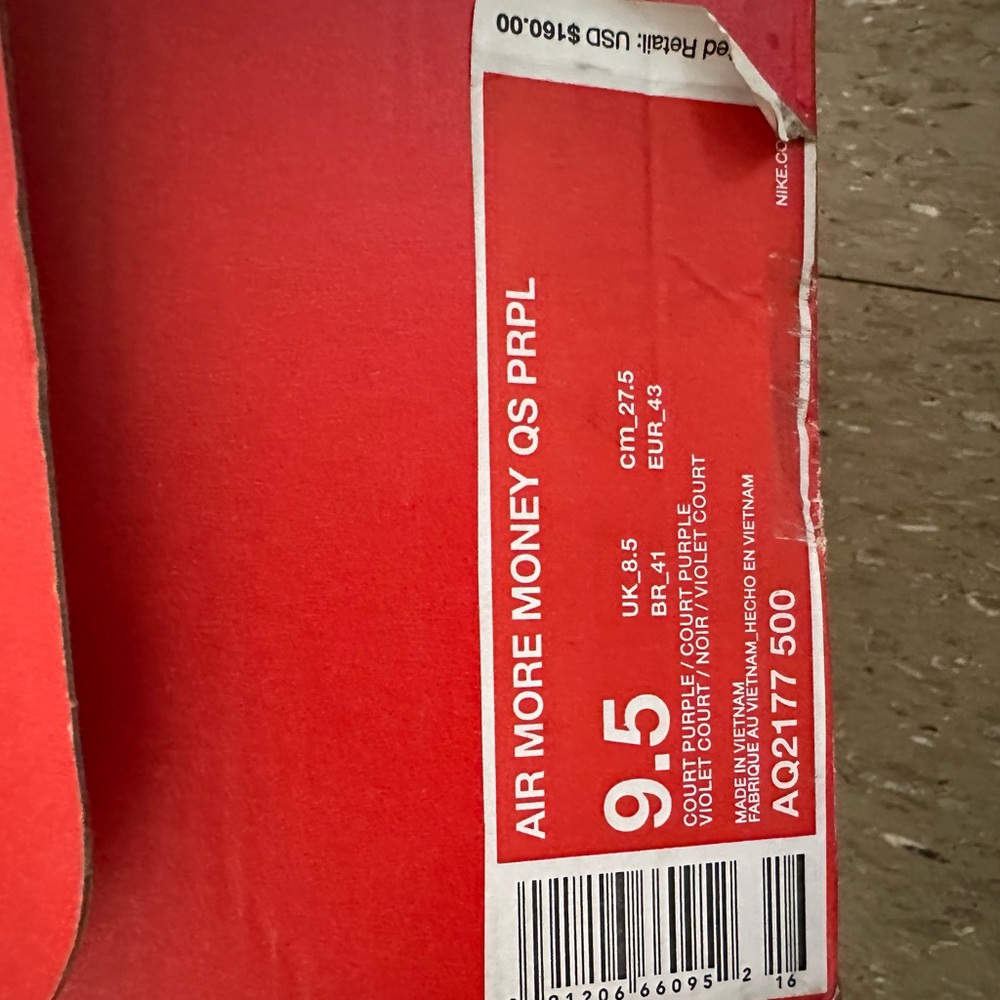 AIR MORE MONEY QS PRPL
9.5
UK_8.5 cm_27.5
BR_41 EUR_43
COURT PURPLE / COURT PURPLE
VIOLET COURT / NOIR / VIOLET COURT
MADE IN VIETNAM
FABRIQUE AU VIETNAM_HECHO EN VIETNAM
AQ2177 500
NIKE.CO
Retail: USD $160.00
91206 66095 2
16